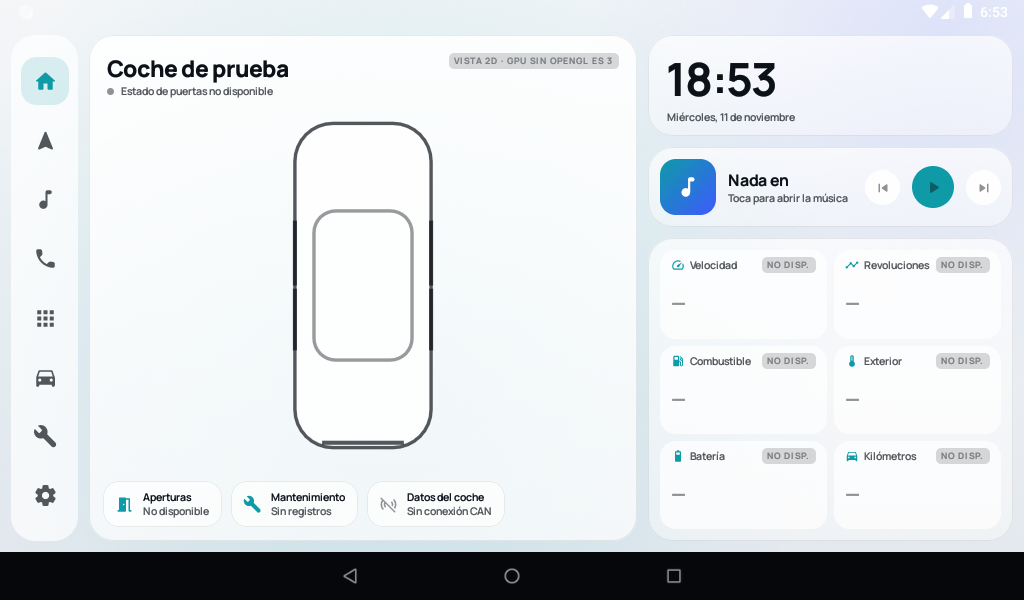 6:53
Coche de prueba
VISTA 2D · GPU SIN OPENGL ES 3
Estado de puertas no disponible
18:53
Miércoles, 11 de noviembre
Nada en
Toca para abrir la música
Velocidad
NO DISP.
—
Revoluciones
NO DISP.
—
Combustible
NO DISP.
—
Exterior
NO DISP.
—
Batería
NO DISP.
—
Kilómetros
NO DISP.
—
Aperturas
No disponible
Mantenimiento
Sin registros
Datos del coche
Sin conexión CAN